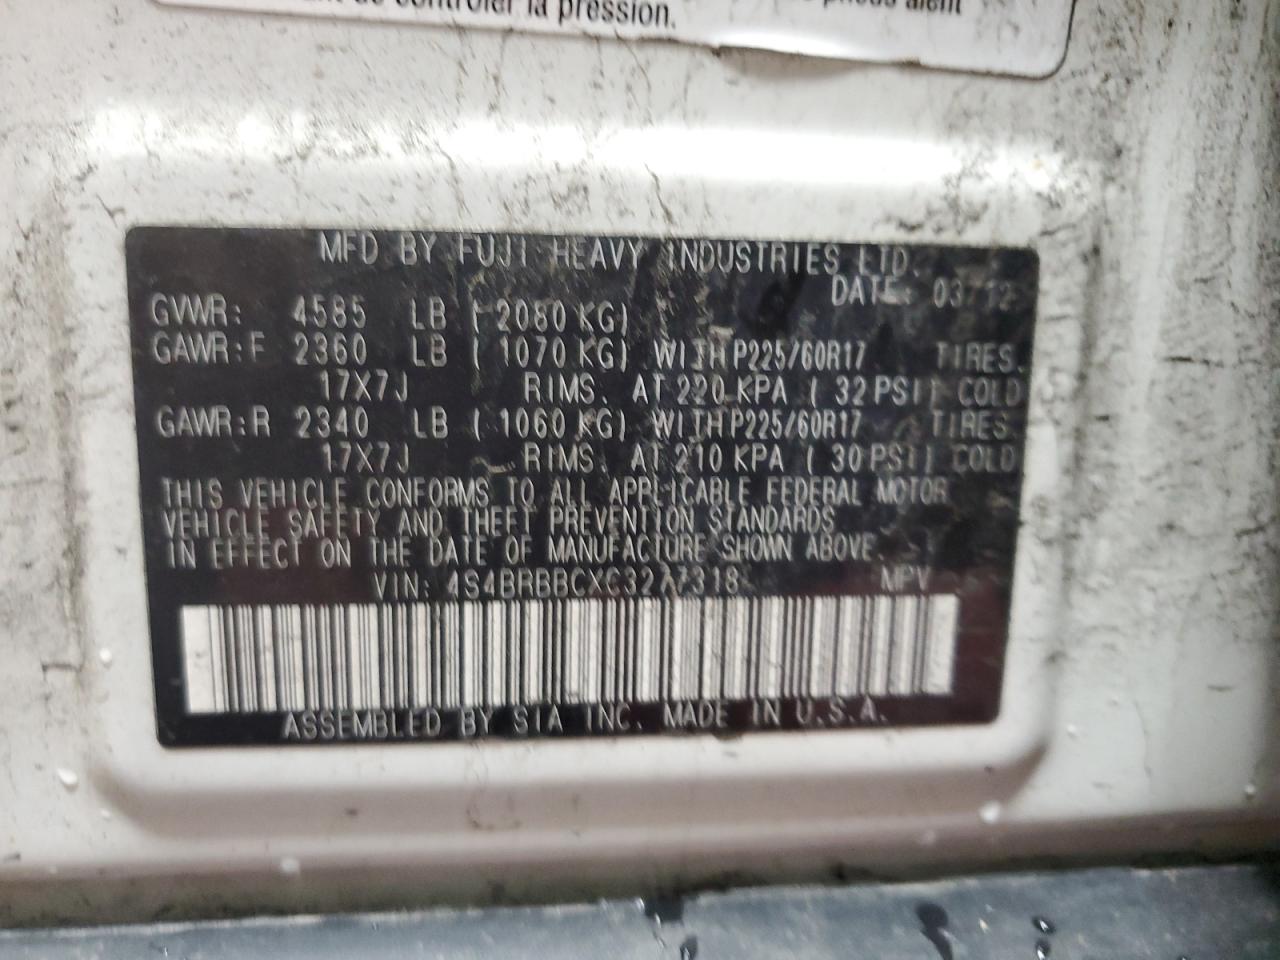 de contrôler la pression.
MFD BY FUJI HEAVY INDUSTRIES LTD.
DATE: 03/12
GVWR: 4585 LB ( 2080 KG)
GAWR:F 2360 LB ( 1070 KG) WITH P225/60R17 TIRES.
17X7J RIMS. AT 220 KPA ( 32 PSI) COLD
GAWR:R 2340 LB ( 1060 KG) WITH P225/60R17 TIRES.
17X7J RIMS. AT 210 KPA ( 30 PSI) COLD
THIS VEHICLE CONFORMS TO ALL APPLICABLE FEDERAL MOTOR
VEHICLE SAFETY AND THEFT PREVENTION STANDARDS
IN EFFECT ON THE DATE OF MANUFACTURE SHOWN ABOVE.
VIN: 4S4BRBBCXC3277318 MPV
ASSEMBLED BY SIA INC. MADE IN U.S.A.